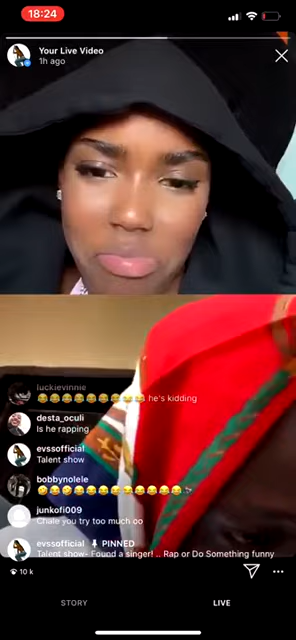 18:24
Your Live Video
1h ago
luckievinnie
😂😂😂😂😂😂😂😂😂 he's kidding
desta_oculi
Is he rapping
evssofficial
Talent show
bobbynolele
junkofi009
Chale you try too much oo
evssofficial 📌 PINNED
Talent show- Found a singer! .. Rap or Do Something funny
10 k
STORY
LIVE